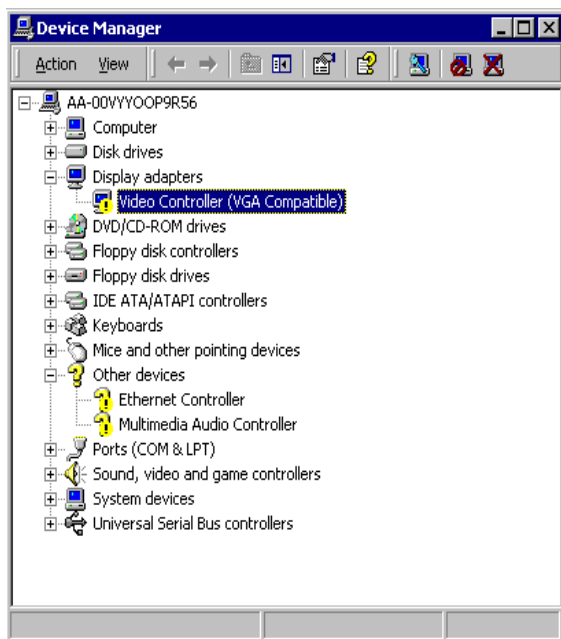 Device Manager
Action View
AA-00VYYOOP9R56
Computer
Disk drives
Display adapters
Video Controller (VGA Compatible)
DVD/CD-ROM drives
Floppy disk controllers
Floppy disk drives
IDE ATA/ATAPI controllers
Keyboards
Mice and other pointing devices
Other devices
Ethernet Controller
Multimedia Audio Controller
Ports (COM & LPT)
Sound, video and game controllers
System devices
Universal Serial Bus controllers